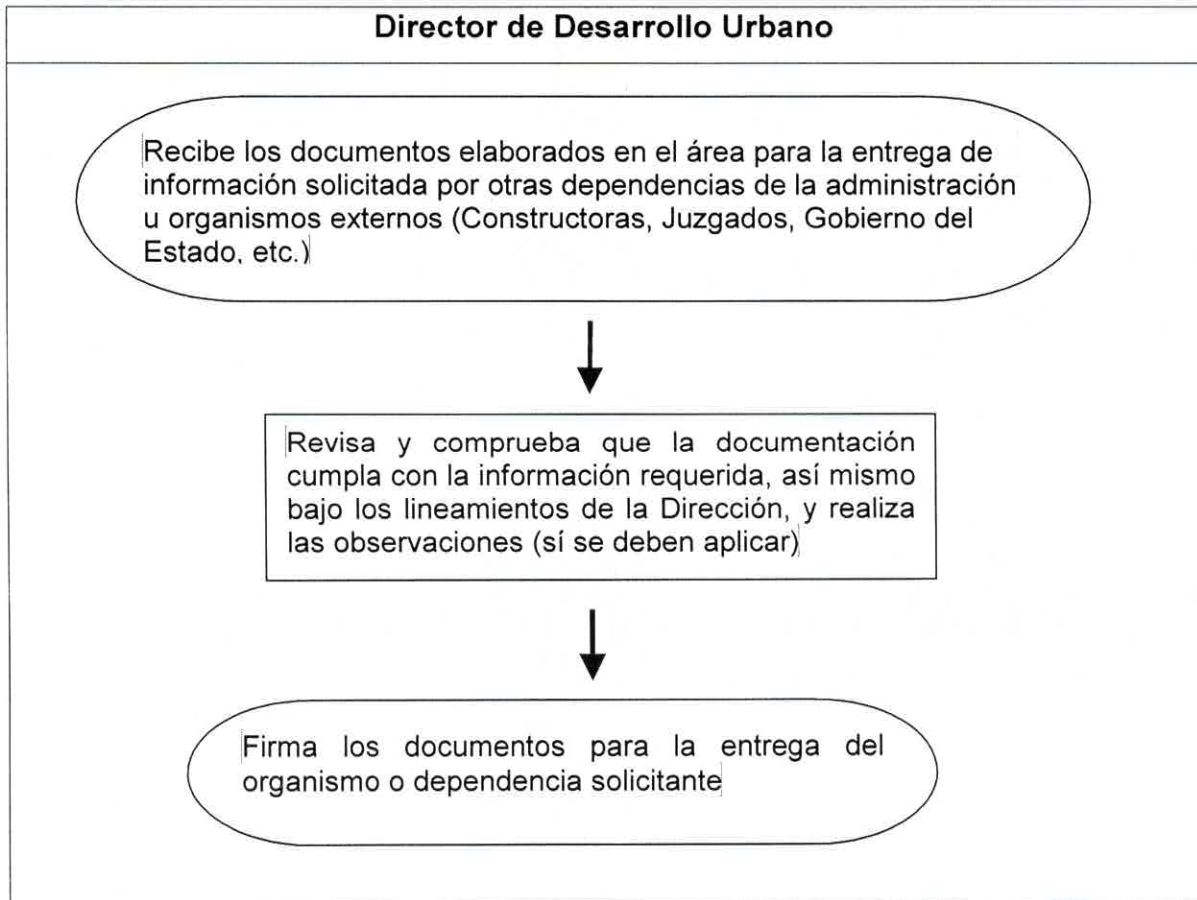 Director de Desarrollo Urbano
Recibe los documentos elaborados en el área para la entrega de
información solicitada por otras dependencias de la administración
u organismos externos (Constructoras, Juzgados, Gobierno del
Estado, etc.)
Revisa y comprueba que la documentación
cumpla con la información requerida, así mismo
bajo los lineamientos de la Dirección, y realiza
las observaciones (sí se deben aplicar)
Firma los documentos para la entrega del
organismo o dependencia solicitante